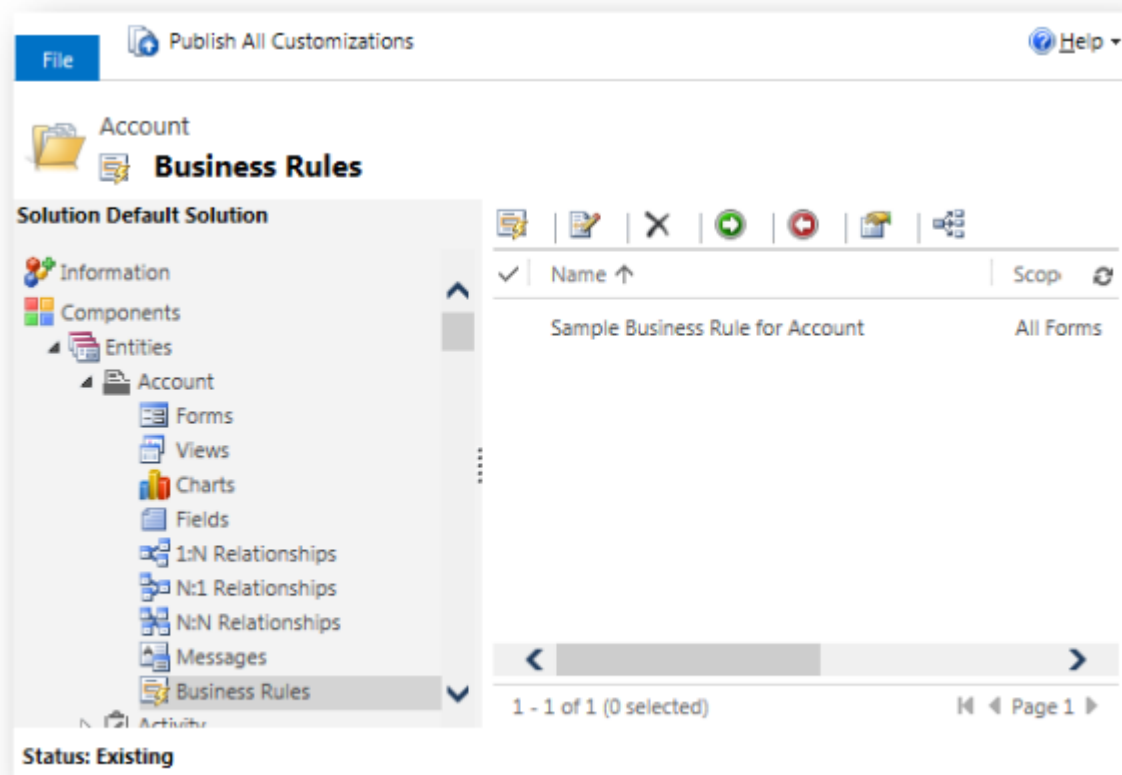 File
Publish All Customizations
Help
Account
Business Rules
Solution Default Solution
Information
Components
Entities
Account
Forms
Views
Charts
Fields
1:N Relationships
N:1 Relationships
N:N Relationships
Messages
Business Rules
Activity
Name Scop
Sample Business Rule for Account All Forms
1 - 1 of 1 (0 selected) Page 1
Status: Existing